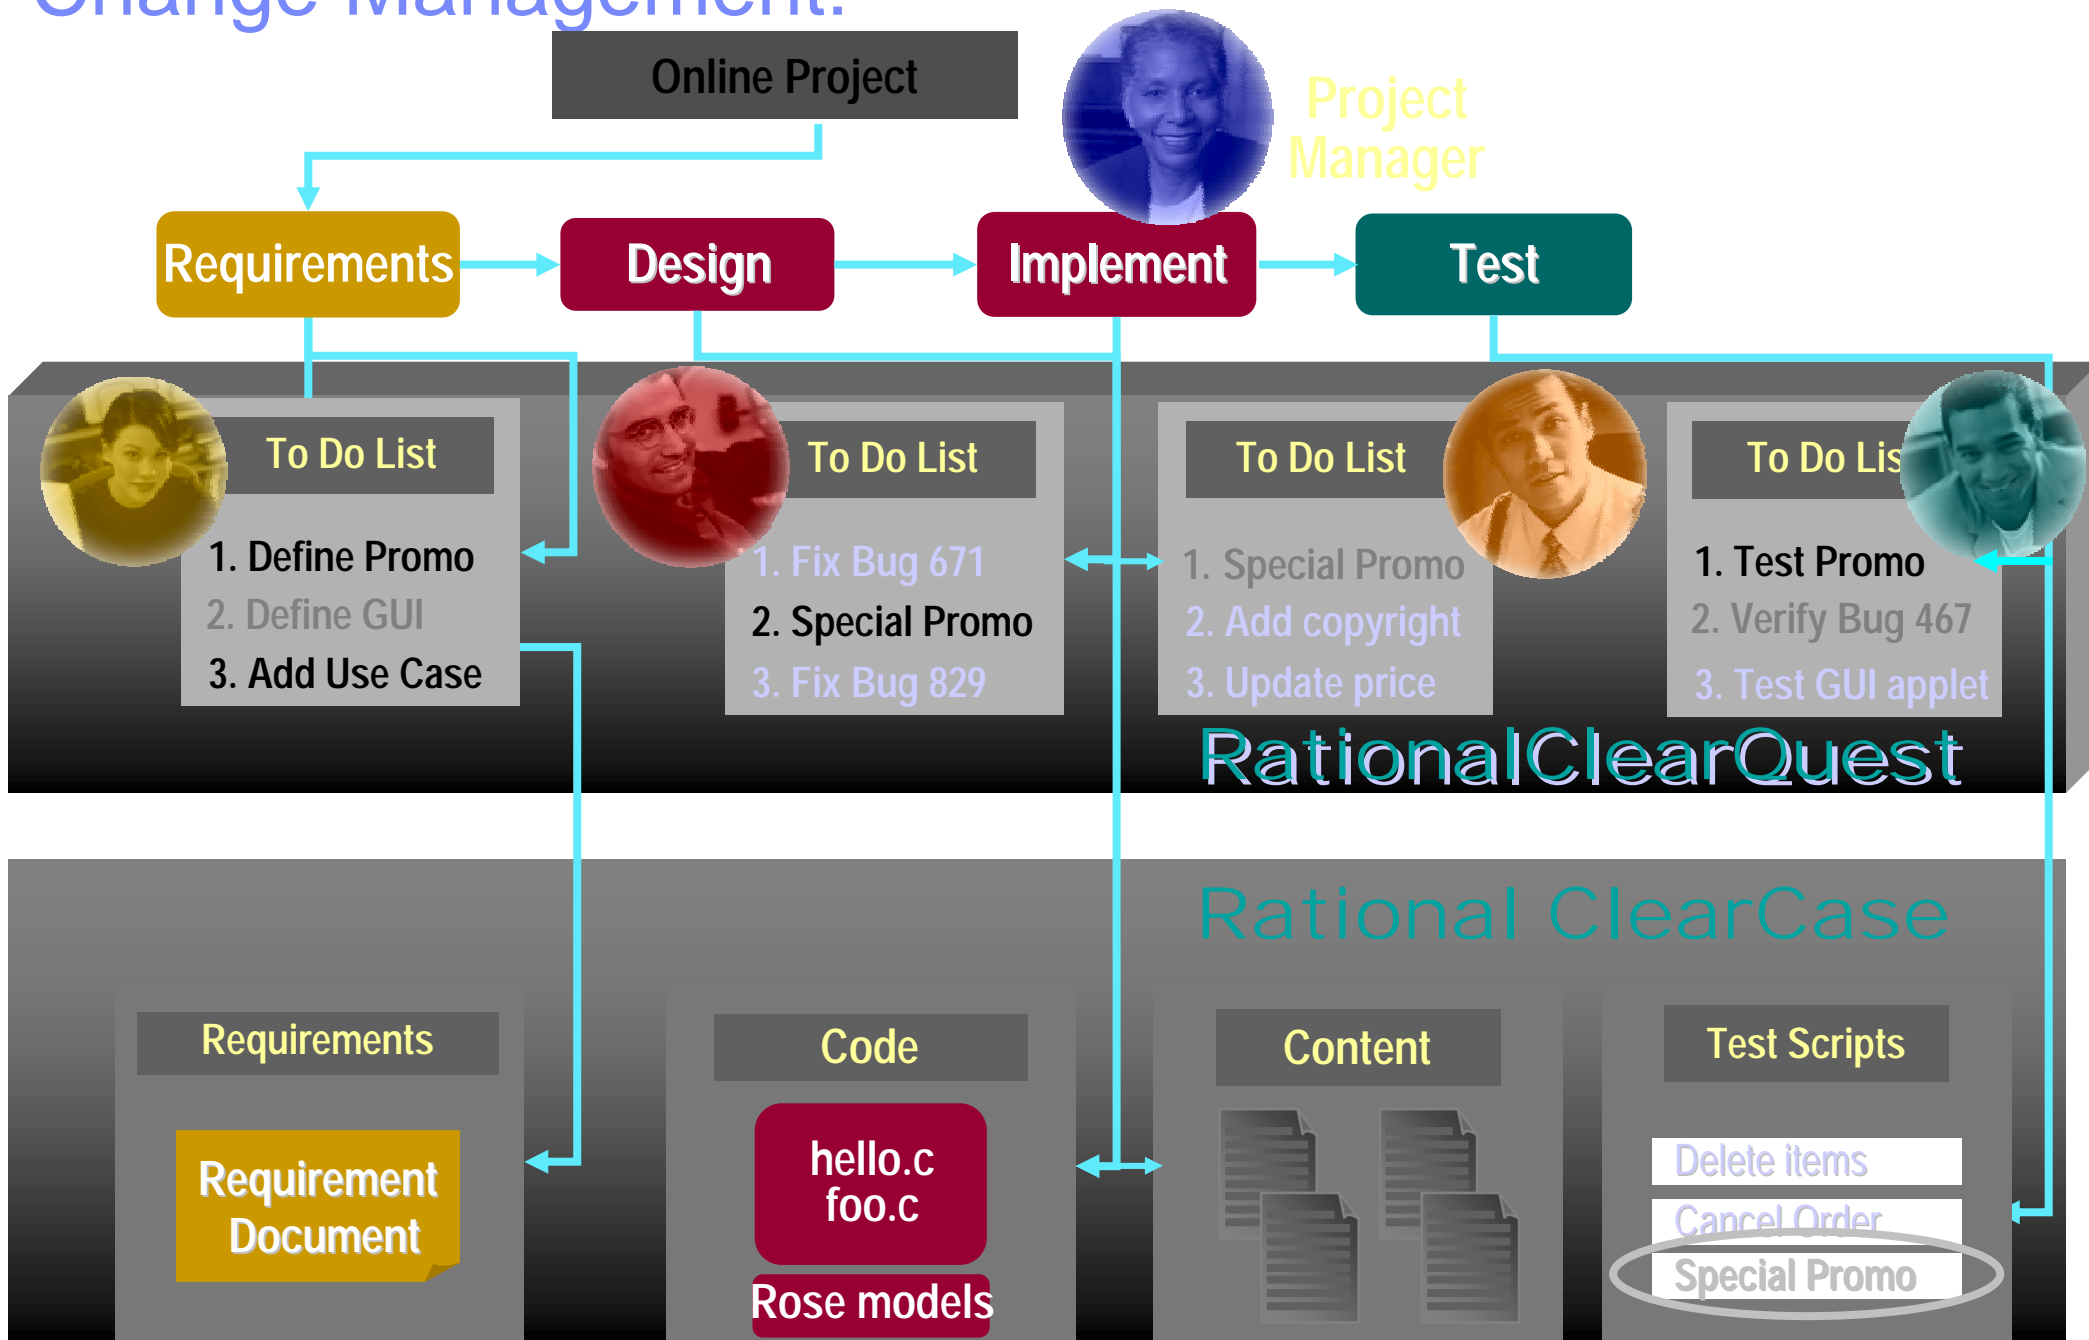 Change Management:
Online Project
Project
Manager
Requirements
Design
Implement
Test
To Do List
1. Define Promo
2. Define GUI
3. Add Use Case
To Do List
1. Fix Bug 671
2. Special Promo
3. Fix Bug 829
To Do List
1. Special Promo
2. Add copyright
3. Update price
To Do Lis
1. Test Promo
2. Verify Bug 467
3. Test GUI applet
RationalClearQuest
Rational ClearCase
Requirements
Requirement
Document
Code
hello.c
foo.c
Rose models
Content
Test Scripts
Delete items
Cancel Order
Special Promo